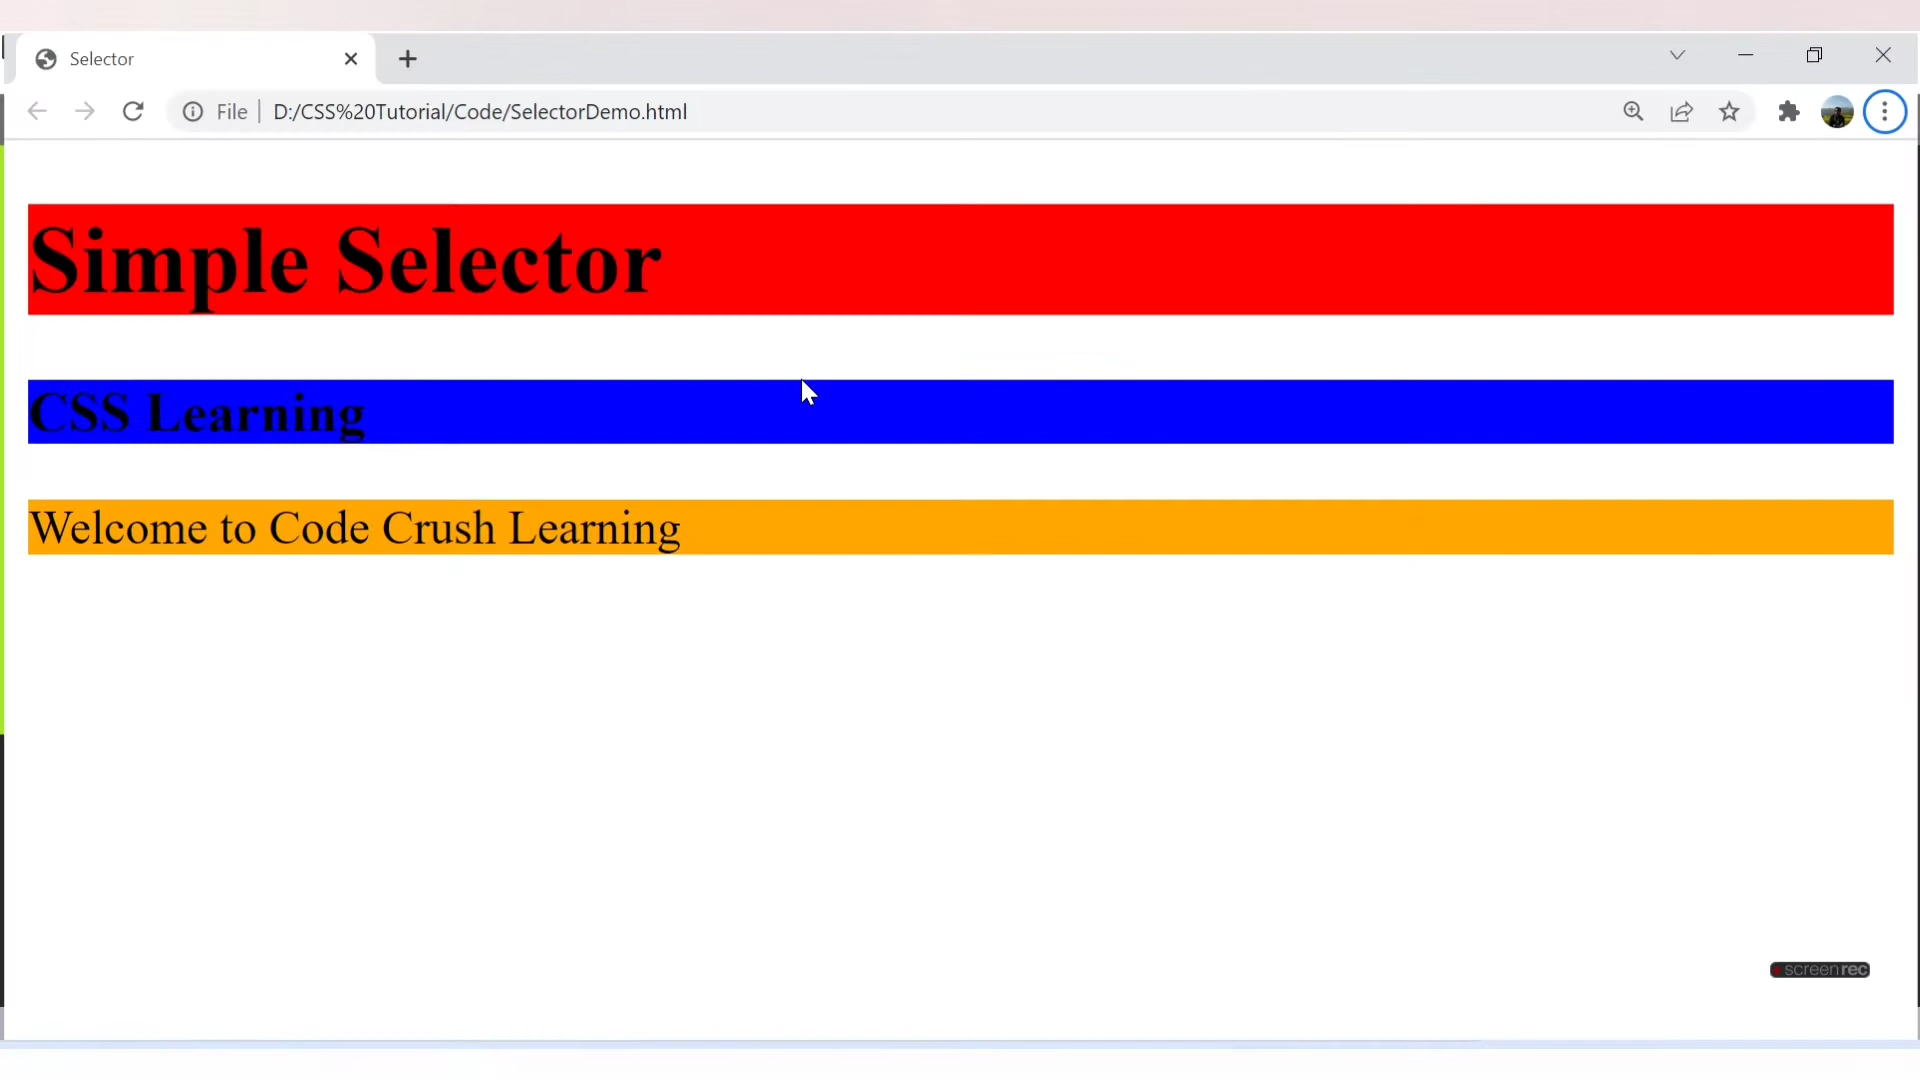 Selector
File D:/CSS%20Tutorial/Code/SelectorDemo.html
Simple Selector
CSS Learning
Welcome to Code Crush Learning
screenrec